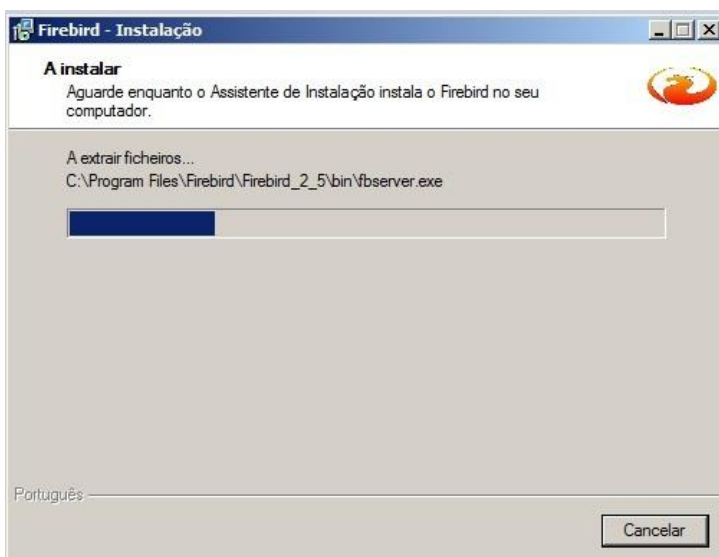 Firebird - Instalação
A instalar
Aguarde enquanto o Assistente de Instalação instala o Firebird no seu
computador.
A extrair ficheiros...
C:\Program Files\Firebird\Firebird_2_5\bin\fbserver.exe
Português
Cancelar